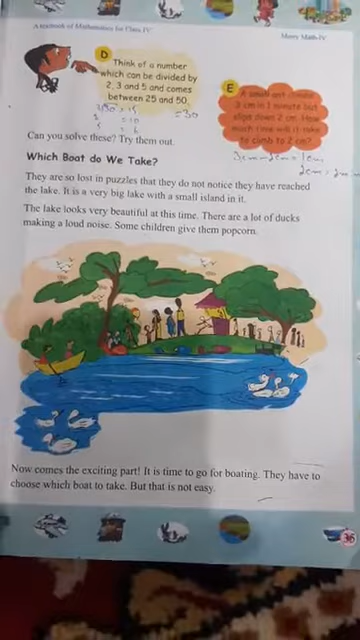 A textbook of Mathematics for Class-IV
Merry Math-IV
D
Think of a number
which can be divided by
2, 3 and 5 and comes
between 25 and 50.
=30
E
A small ant climbs
3 cm in 1 minute but
slips down 2 cm. How
much time will it take
to climb to 2 cm?
3cm-2cm=1cm
Can you solve these? Try them out.
Which Boat do We Take?
They are so lost in puzzles that they do not notice they have reached
the lake. It is a very big lake with a small island in it.
The lake looks very beautiful at this time. There are a lot of ducks
making a loud noise. Some children give them popcorn.
Now comes the exciting part! It is time to go for boating. They have to
choose which boat to take. But that is not easy.
36